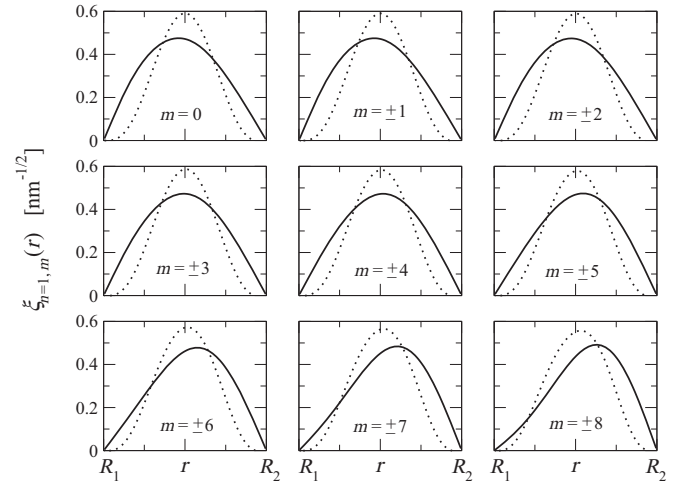 0.6
0.4
0.2
0
m = 0
m = ±1
m = ±2
0.6
0.4
0.2
0
m = ±3
m = ±4
m = ±5
ξn=1, m(r) [nm−1/2]
0.6
0.4
0.2
0
m = ±6
m = ±7
m = ±8
R1 r R2 R1 r R2 R1 r R2